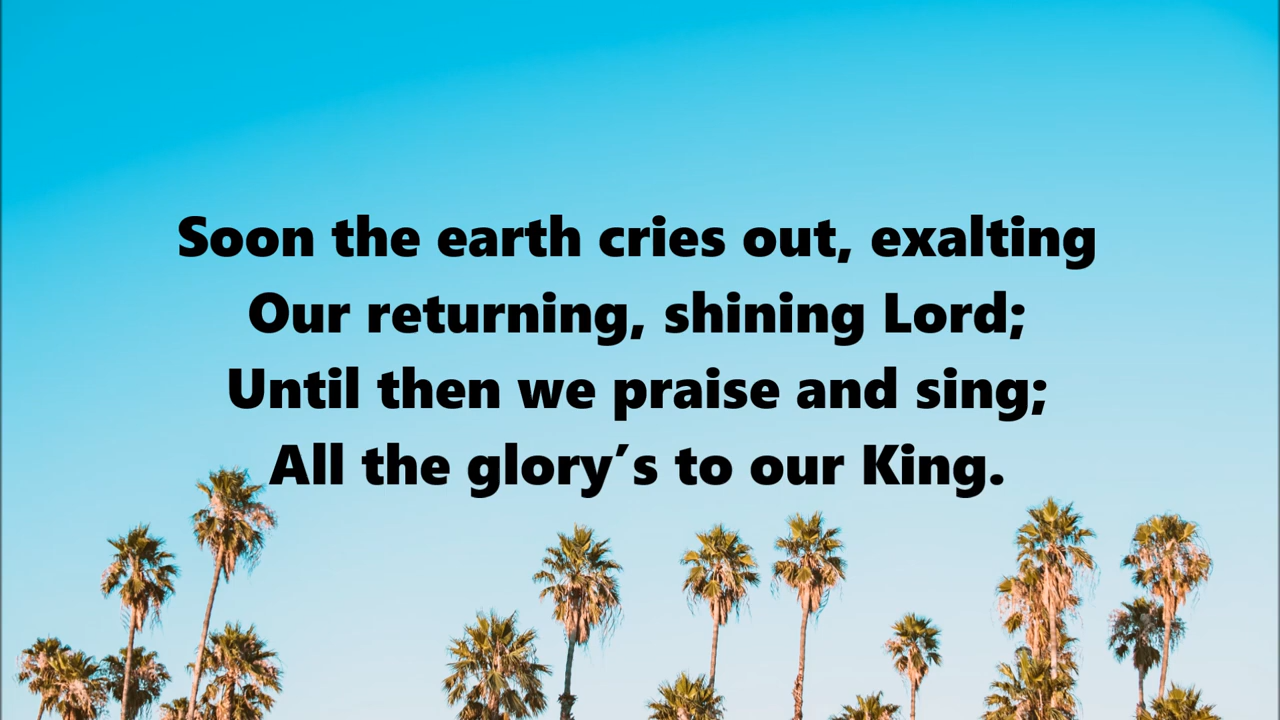 Soon the earth cries out, exalting
Our returning, shining Lord;
Until then we praise and sing;
All the glory′s to our King.